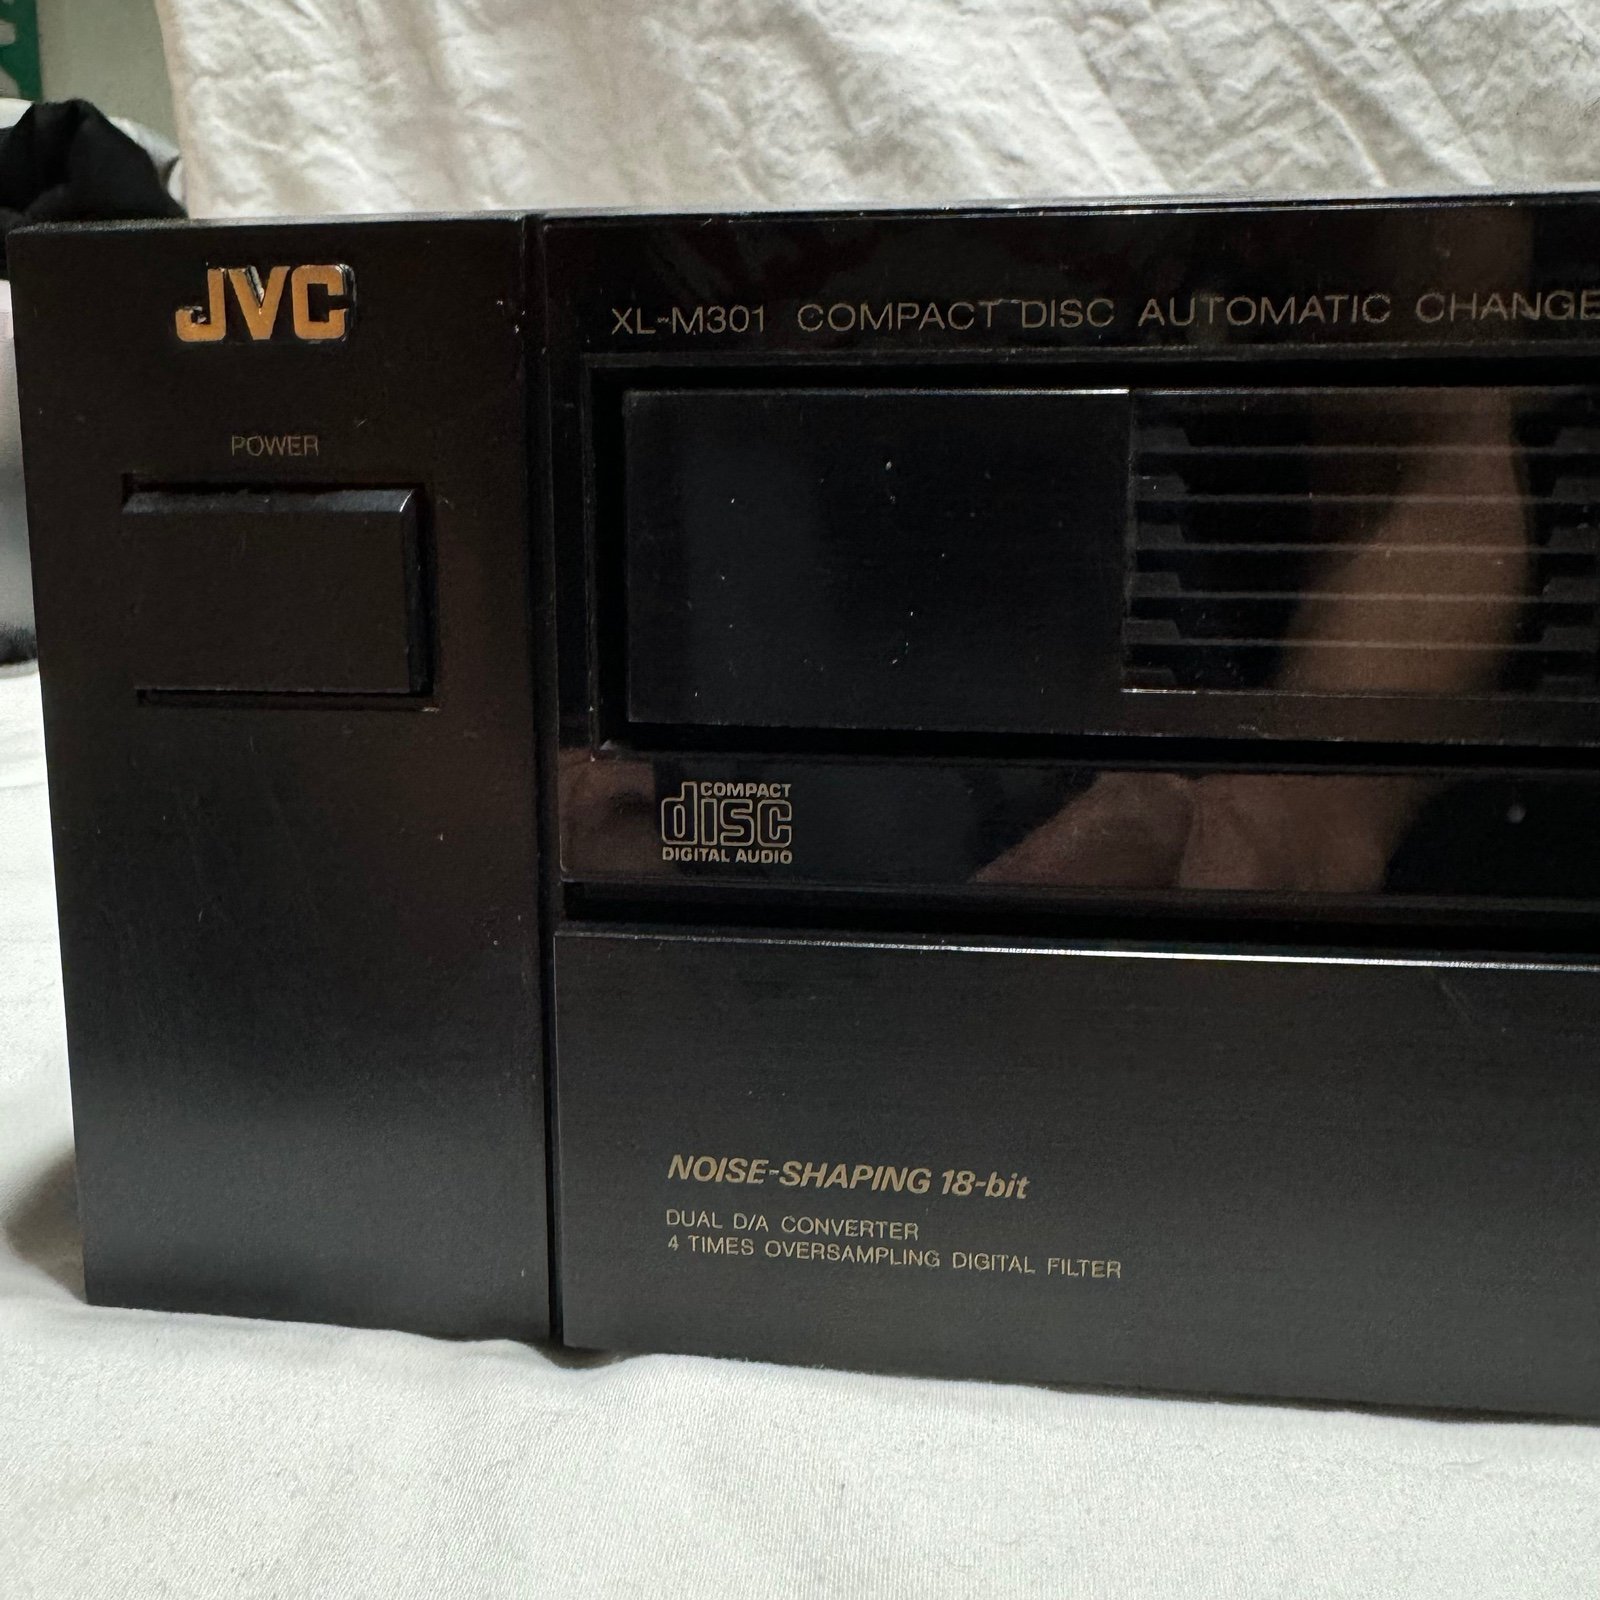 JVC
XL-M301 COMPACT DISC AUTOMATIC CHANGE
POWER
COMPACT
disc
DIGITAL AUDIO
NOISE-SHAPING 18-bit
DUAL D/A CONVERTER
4 TIMES OVERSAMPLING DIGITAL FILTER